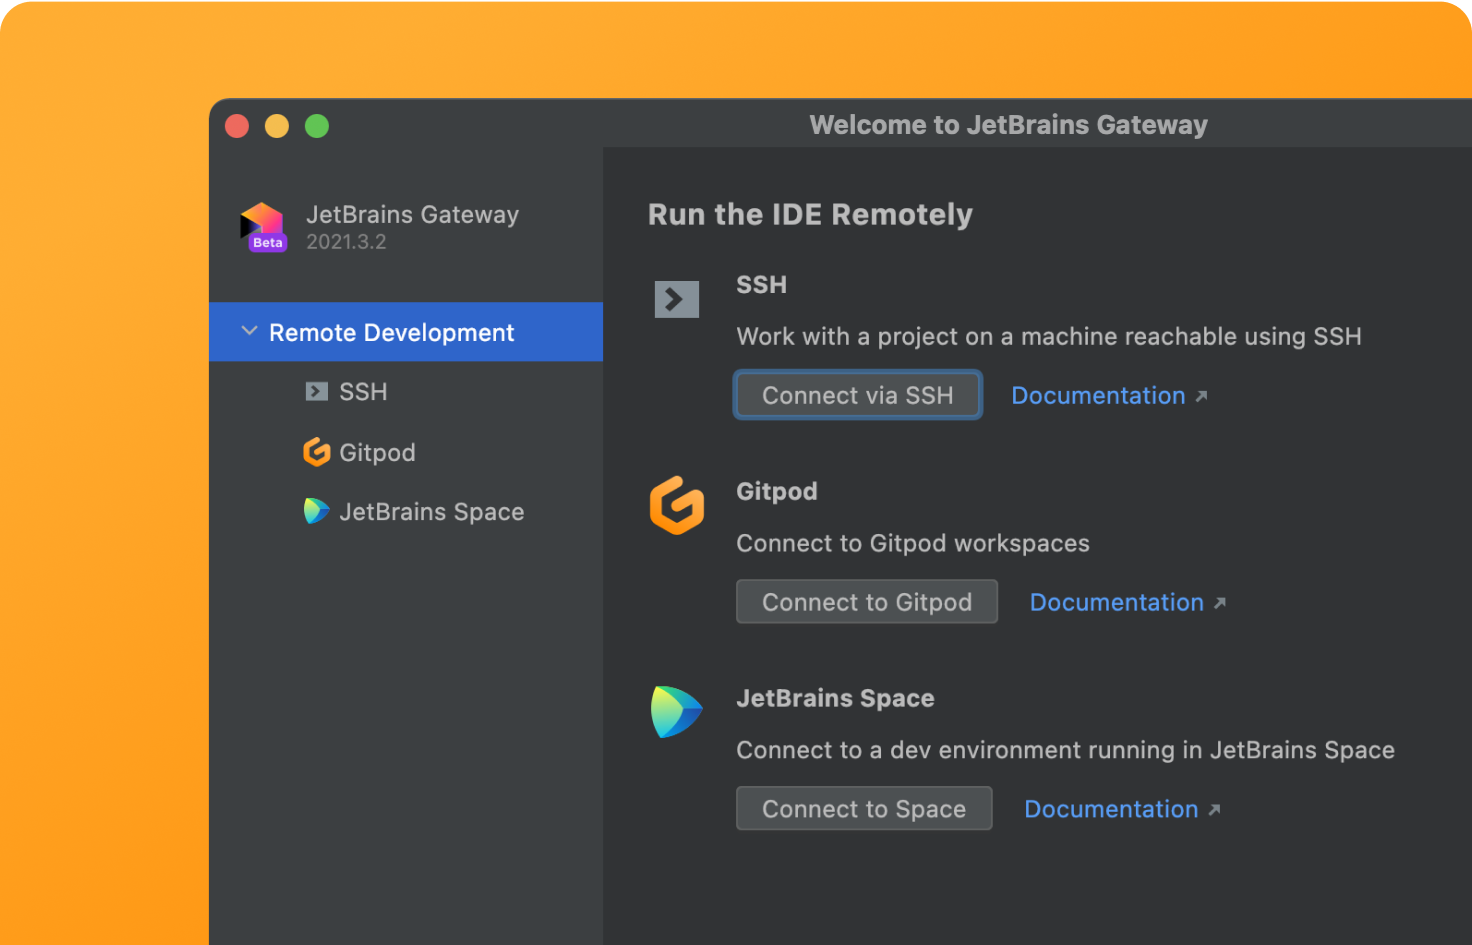 Welcome to JetBrains Gateway
JetBrains Gateway
2021.3.2
Beta
Remote Development
SSH
Gitpod
JetBrains Space
Run the IDE Remotely
SSH
Work with a project on a machine reachable using SSH
Connect via SSH Documentation ↗
Gitpod
Connect to Gitpod workspaces
Connect to Gitpod Documentation ↗
JetBrains Space
Connect to a dev environment running in JetBrains Space
Connect to Space Documentation ↗